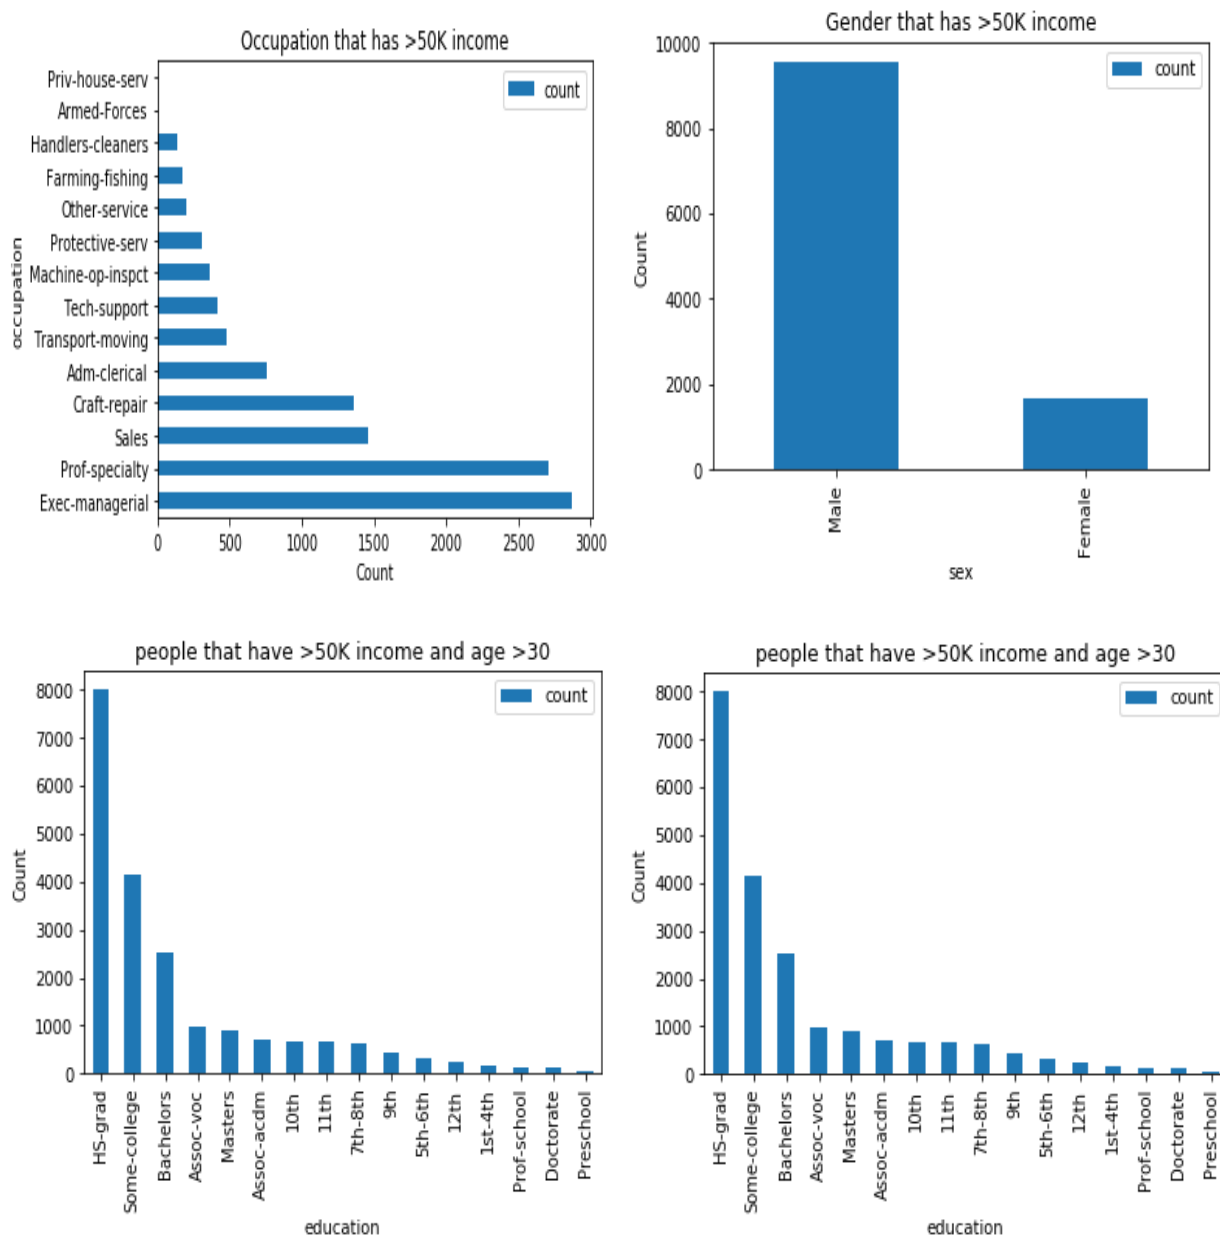 Occupation that has >50K income
count
occupation
Priv-house-serv
Armed-Forces
Handlers-cleaners
Farming-fishing
Other-service
Protective-serv
Machine-op-inspct
Tech-support
Transport-moving
Adm-clerical
Craft-repair
Sales
Prof-specialty
Exec-managerial
0 500 1000 1500 2000 2500 3000
Count
Gender that has >50K income
count
Count
10000
8000
6000
4000
2000
0
Male Female
sex
people that have >50K income and age >30
count
Count
8000
7000
6000
5000
4000
3000
2000
1000
0
HS-grad Some-college Bachelors Assoc-voc Masters Assoc-acdm 10th 11th 7th-8th 9th 5th-6th 12th 1st-4th Prof-school Doctorate Preschool
education
people that have >50K income and age >30
count
Count
8000
7000
6000
5000
4000
3000
2000
1000
0
HS-grad Some-college Bachelors Assoc-voc Masters Assoc-acdm 10th 11th 7th-8th 9th 5th-6th 12th 1st-4th Prof-school Doctorate Preschool
education